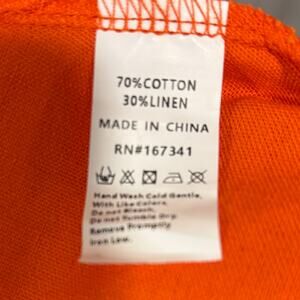 70%COTTON
30%LINEN
MADE IN CHINA
RN#167341
Hand Wash Cold Gentle,
With Like Colors,
Do not Bleach,
Do not Tumble Dry,
Remove Promptly
Iron Low.